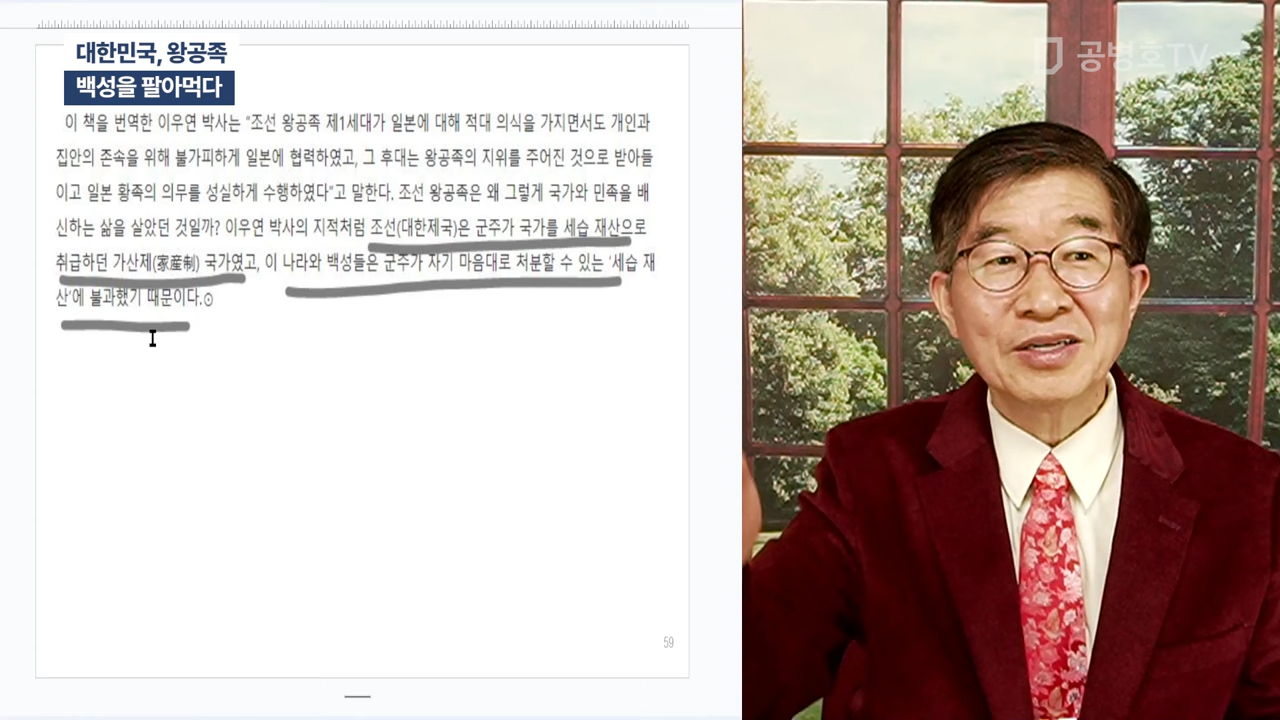 대한민국, 왕공족
백성을 팔아먹다
공병호TV
이 책을 번역한 이우연 박사는 "조선 왕공족 제1세대가 일본에 대해 적대 의식을 가지면서도 개인과
집안의 존속을 위해 불가피하게 일본에 협력하였고, 그 후대는 왕공족의 지위를 주어진 것으로 받아들
이고 일본 황족의 의무를 성실하게 수행하였다"고 말한다. 조선 왕공족은 왜 그렇게 국가와 민족을 배
신하는 삶을 살았던 것일까? 이우연 박사의 지적처럼 조선(대한제국)은 군주가 국가를 세습 재산으로
취급하던 가산제(家産制) 국가였고, 이 나라와 백성들은 군주가 자기 마음대로 처분할 수 있는 '세습 재
산'에 불과했기 때문이다.⊙
59